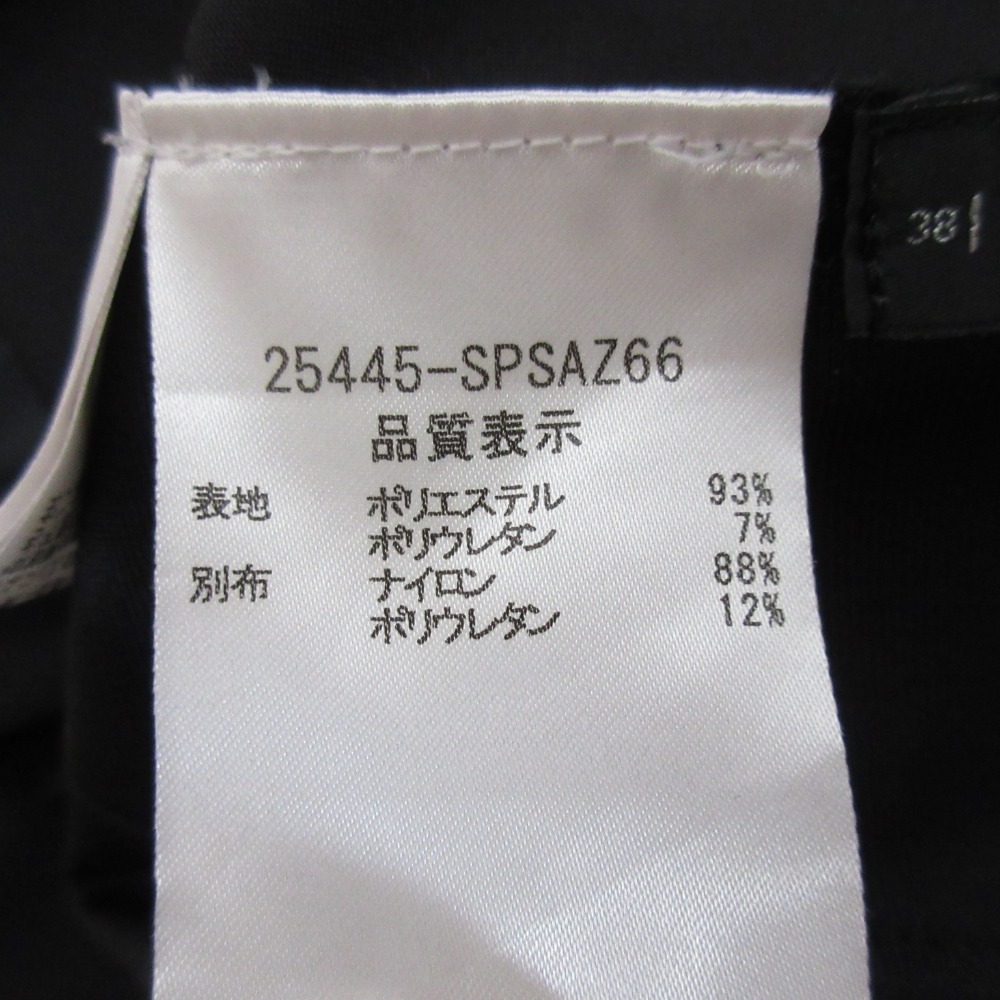 25445-SPSAZ66
品質表示
表地 ポリエステル 93%
ポリウレタン 7%
別布 ナイロン 88%
ポリウレタン 12%
38